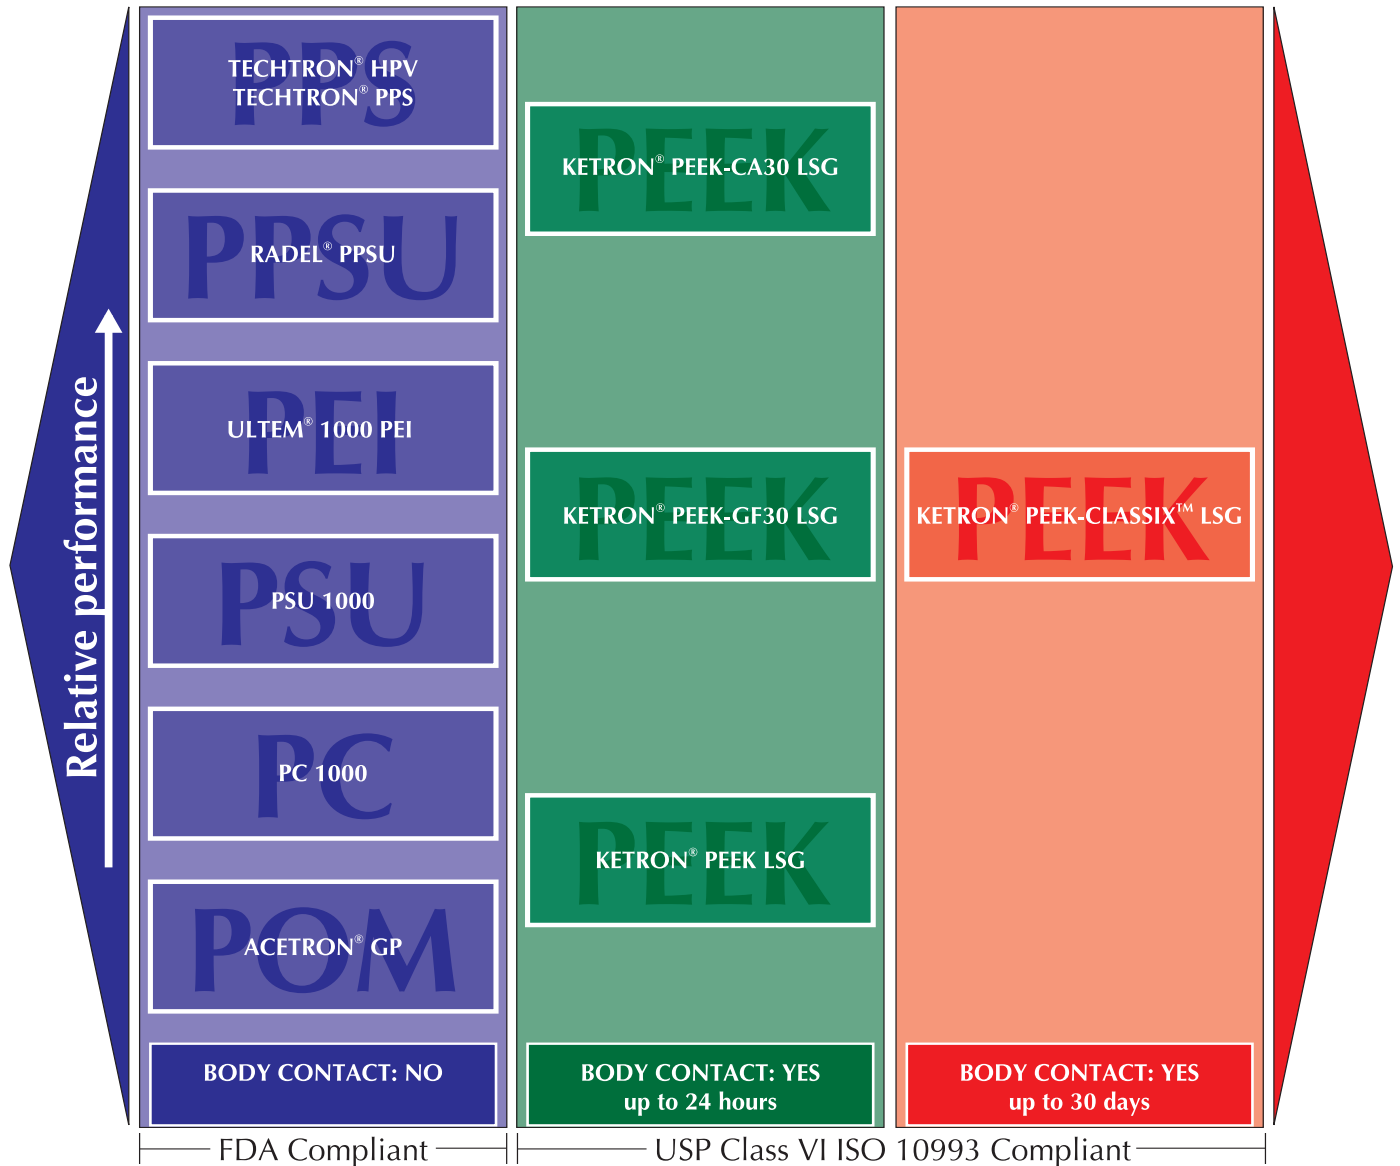 Relative performance
PPS
TECHTRON® HPV
TECHTRON® PPS
PPSU
RADEL® PPSU
PEI
ULTEM® 1000 PEI
PSU
PSU 1000
PC
PC 1000
POM
ACETRON® GP
BODY CONTACT: NO
FDA Compliant
PEEK
KETRON® PEEK-CA30 LSG
PEEK
KETRON® PEEK-GF30 LSG
PEEK
KETRON® PEEK LSG
BODY CONTACT: YES
up to 24 hours
PEEK
KETRON® PEEK-CLASSIX™ LSG
BODY CONTACT: YES
up to 30 days
USP Class VI ISO 10993 Compliant